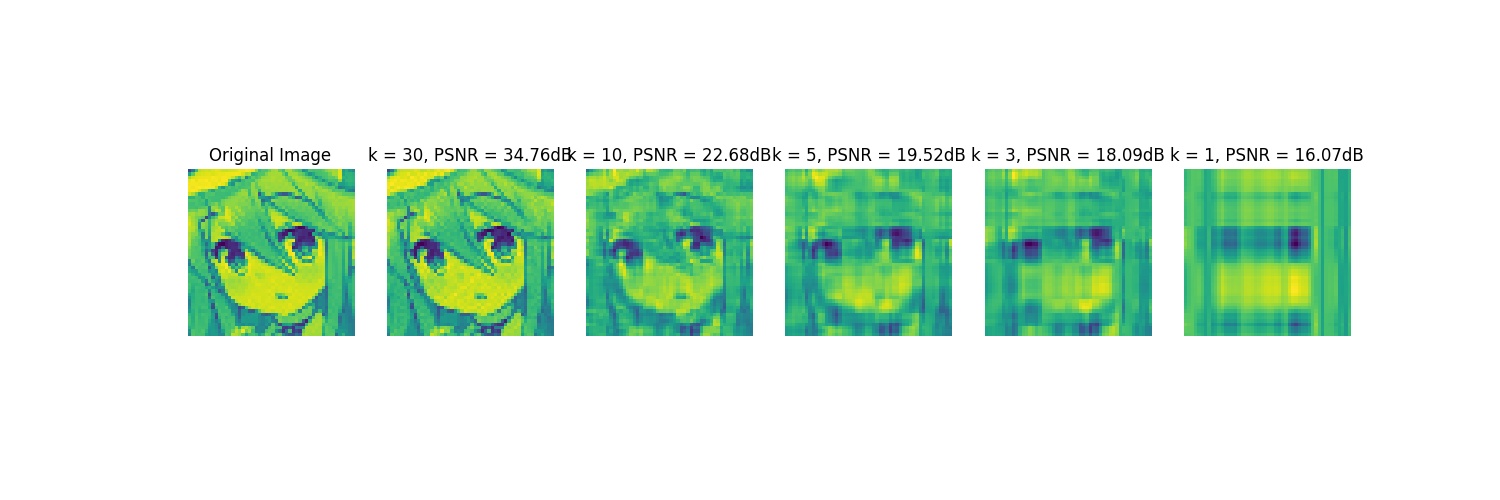 Original Image
k = 30, PSNR = 34.76dB
k = 10, PSNR = 22.68dB
k = 5, PSNR = 19.52dB
k = 3, PSNR = 18.09dB
k = 1, PSNR = 16.07dB